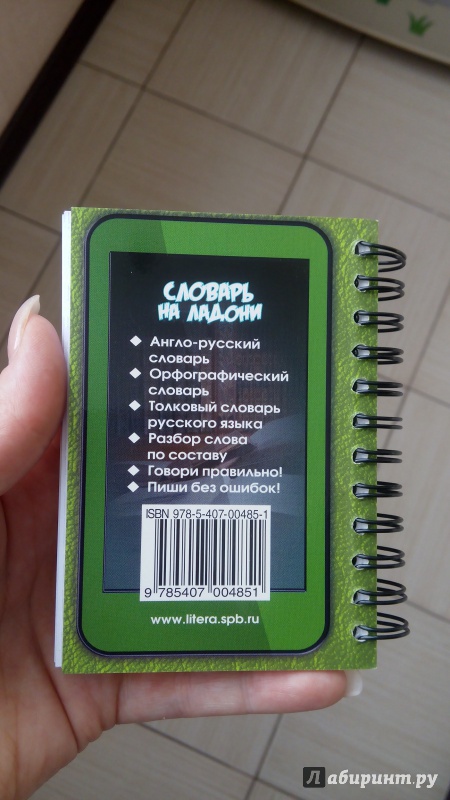 СЛОВАРЬ
НА ЛАДОНИ
◆ Англо-русский
словарь
◆ Орфографический
словарь
◆ Толковый словарь
русского языка
◆ Разбор слова
по составу
◆ Говори правильно!
◆ Пиши без ошибок!
ISBN 978-5-407-00485-1
9 785407 004851
www.litera.spb.ru
Лабиринт.ру